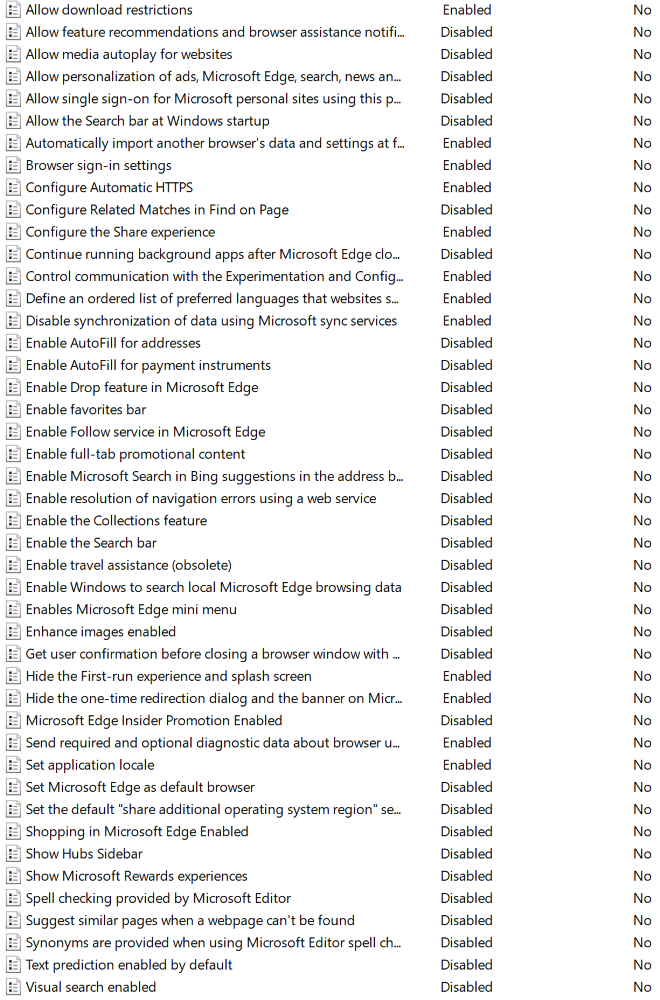 Allow download restrictions Enabled No
Allow feature recommendations and browser assistance notifi... Disabled No
Allow media autoplay for websites Disabled No
Allow personalization of ads, Microsoft Edge, search, news an... Disabled No
Allow single sign-on for Microsoft personal sites using this p... Disabled No
Allow the Search bar at Windows startup Disabled No
Automatically import another browser's data and settings at f... Enabled No
Browser sign-in settings Enabled No
Configure Automatic HTTPS Enabled No
Configure Related Matches in Find on Page Disabled No
Configure the Share experience Enabled No
Continue running background apps after Microsoft Edge clo... Disabled No
Control communication with the Experimentation and Config... Enabled No
Define an ordered list of preferred languages that websites s... Enabled No
Disable synchronization of data using Microsoft sync services Enabled No
Enable AutoFill for addresses Disabled No
Enable AutoFill for payment instruments Disabled No
Enable Drop feature in Microsoft Edge Disabled No
Enable favorites bar Disabled No
Enable Follow service in Microsoft Edge Disabled No
Enable full-tab promotional content Disabled No
Enable Microsoft Search in Bing suggestions in the address b... Disabled No
Enable resolution of navigation errors using a web service Disabled No
Enable the Collections feature Disabled No
Enable the Search bar Disabled No
Enable travel assistance (obsolete) Disabled No
Enable Windows to search local Microsoft Edge browsing data Disabled No
Enables Microsoft Edge mini menu Disabled No
Enhance images enabled Disabled No
Get user confirmation before closing a browser window with ... Disabled No
Hide the First-run experience and splash screen Enabled No
Hide the one-time redirection dialog and the banner on Micr... Enabled No
Microsoft Edge Insider Promotion Enabled Disabled No
Send required and optional diagnostic data about browser u... Enabled No
Set application locale Enabled No
Set Microsoft Edge as default browser Disabled No
Set the default "share additional operating system region" se... Disabled No
Shopping in Microsoft Edge Enabled Disabled No
Show Hubs Sidebar Disabled No
Show Microsoft Rewards experiences Disabled No
Spell checking provided by Microsoft Editor Disabled No
Suggest similar pages when a webpage can't be found Disabled No
Synonyms are provided when using Microsoft Editor spell ch... Disabled No
Text prediction enabled by default Disabled No
Visual search enabled Disabled No